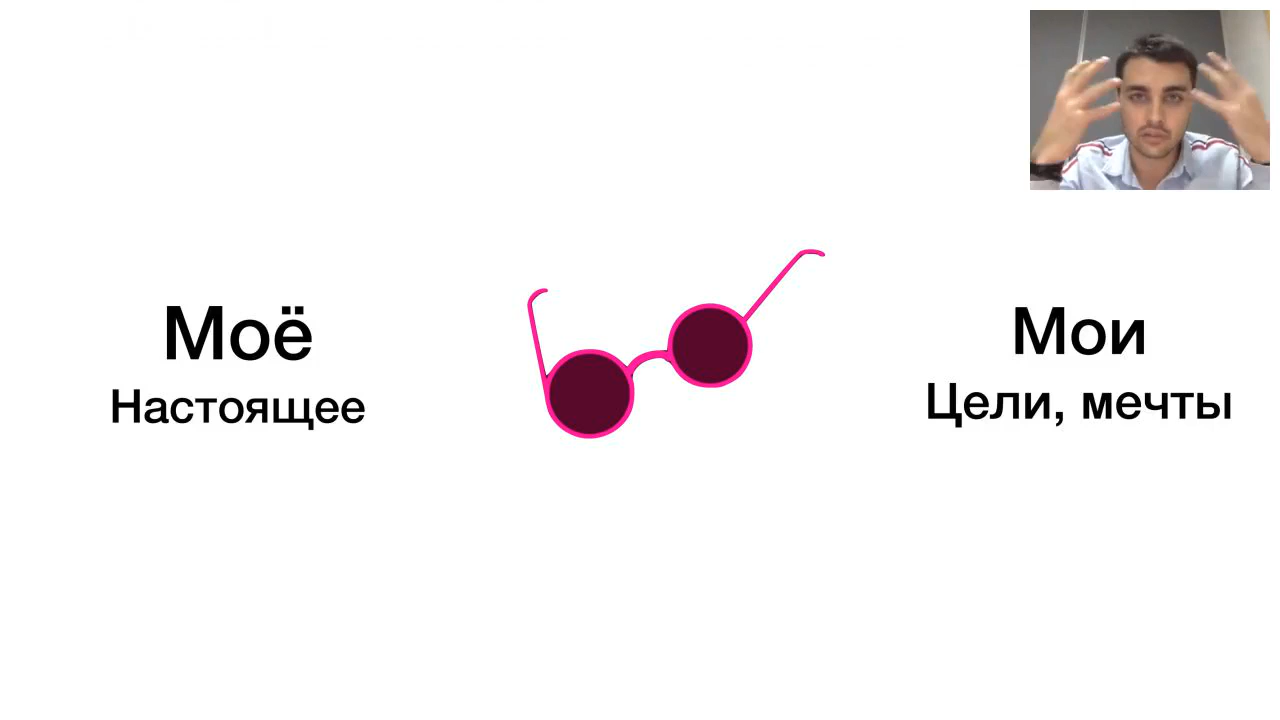 Моё
Настоящее
Мои
Цели, мечты